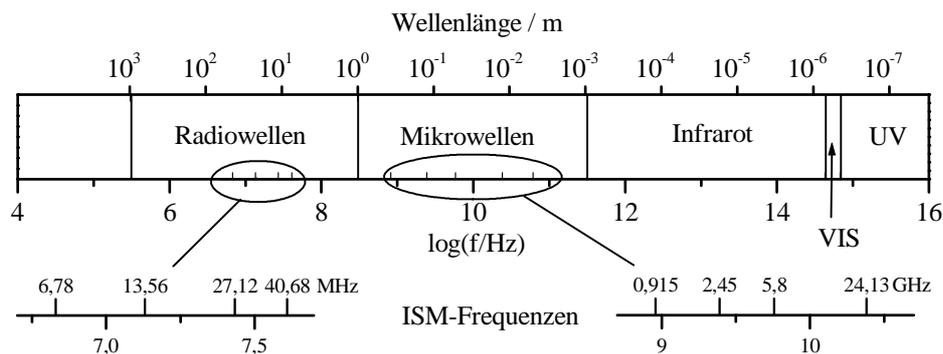 Wellenlänge / m
10³ 10² 10¹ 10⁰ 10⁻¹ 10⁻² 10⁻³ 10⁻⁴ 10⁻⁵ 10⁻⁶ 10⁻⁷
Radiowellen Mikrowellen Infrarot UV
4 6 8 10 12 14 16
log(f/Hz) VIS
6,78 13,56 27,12 40,68 MHz 0,915 2,45 5,8 24,13 GHz
ISM-Frequenzen
7,0 7,5 9 10